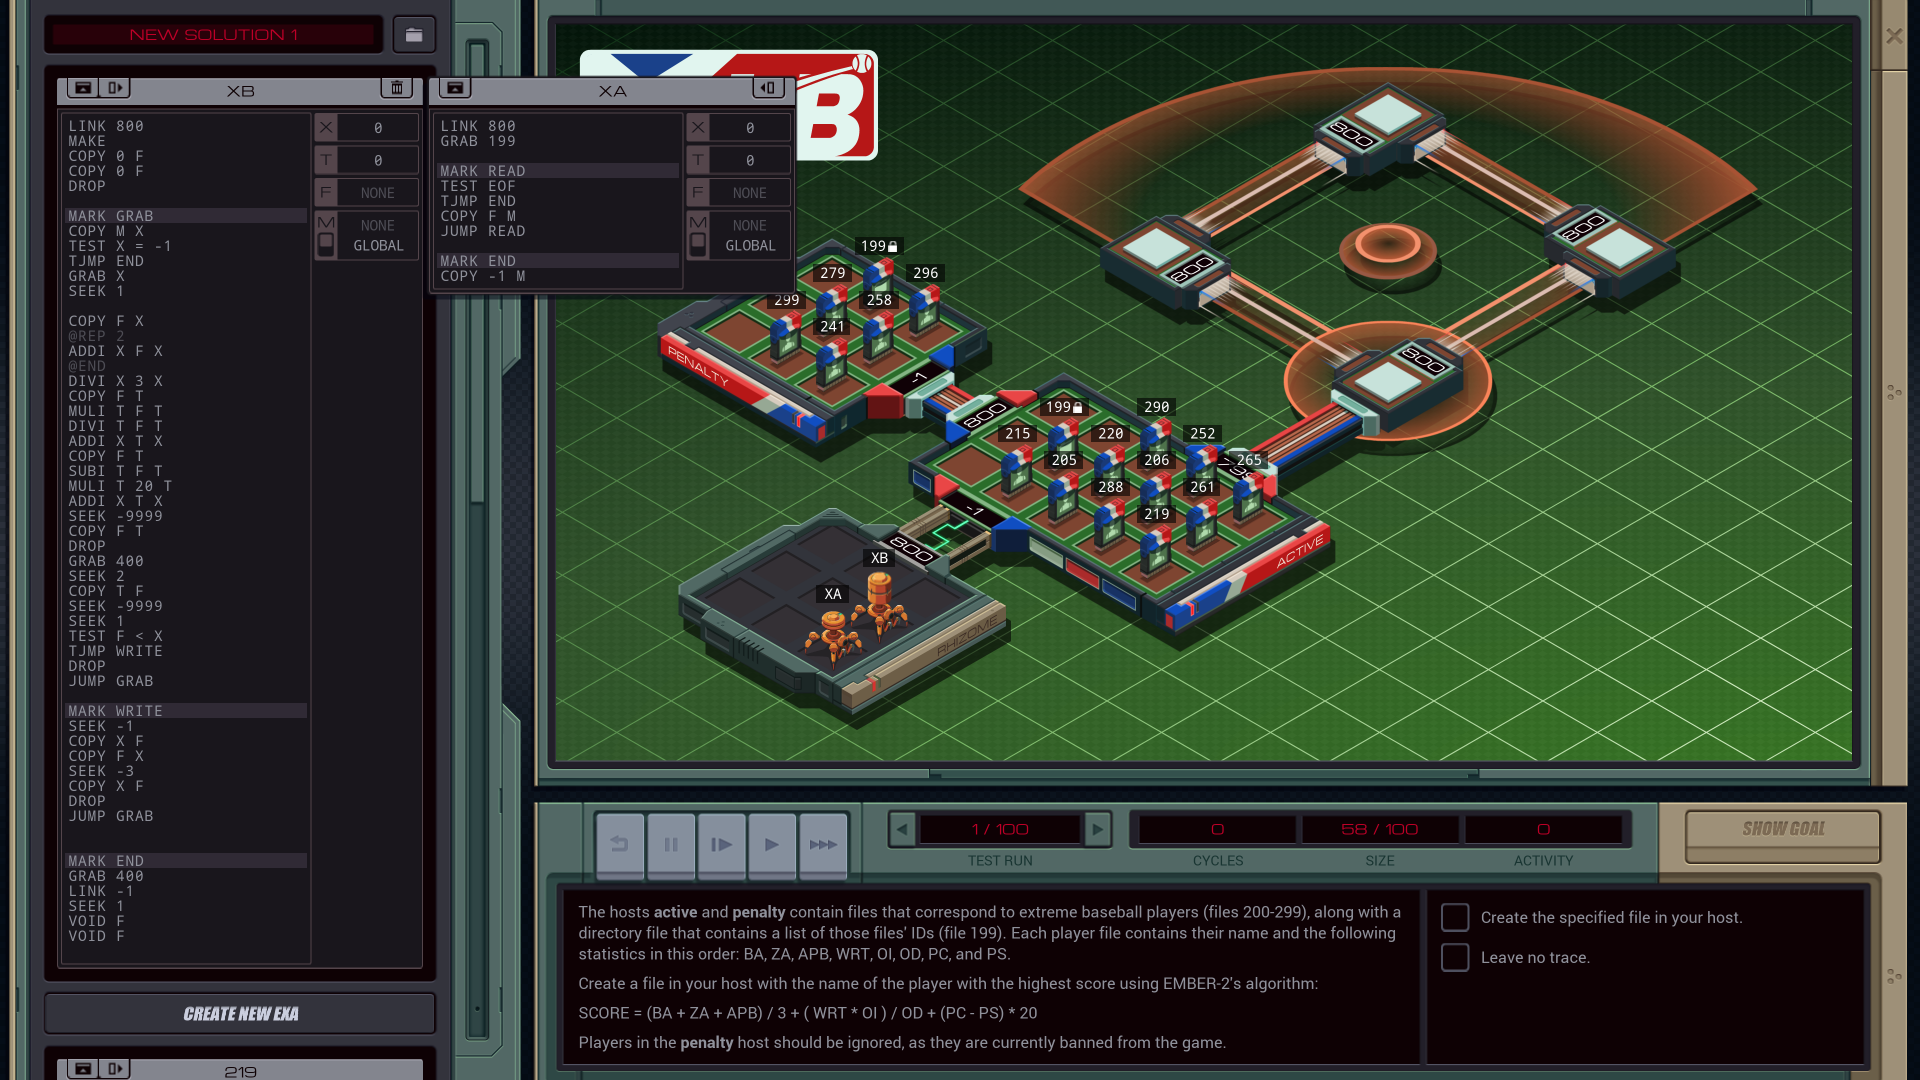 NEW SOLUTION 1
XB
LINK 800
MAKE
COPY 0 F
COPY 0 F
DROP
MARK GRAB
COPY M X
TEST X = -1
TJMP END
GRAB X
SEEK 1
COPY F X
@REP 2
ADDI X F X
@END
DIVI X 3 X
COPY F T
MULI T F T
DIVI T F T
ADDI X T X
COPY F T
SUBI T F T
MULI T 20 T
ADDI X T X
SEEK -9999
COPY F T
DROP
GRAB 400
SEEK 2
COPY T F
SEEK -9999
SEEK 1
TEST F < X
TJMP WRITE
DROP
JUMP GRAB
MARK WRITE
SEEK -1
COPY X F
COPY F X
SEEK -3
COPY X F
DROP
JUMP GRAB
MARK END
GRAB 400
LINK -1
SEEK 1
VOID F
VOID F
X 0
T 0
F NONE
M NONE
GLOBAL
CREATE NEW EXA
219
XA
LINK 800
GRAB 199
MARK READ
TEST EOF
TJMP END
COPY F M
JUMP READ
MARK END
COPY -1 M
X 0
T 0
F NONE
M NONE
GLOBAL
B
199
279
296
299
258
241
PENALTY
-1
800
199
290
215
220
252
205
206
265
288
261
219
799
-1
800
ACTIVE
XB
XA
RHIZOME
800
800
800
800
1 / 100
TEST RUN
0
CYCLES
58 / 100
SIZE
0
ACTIVITY
SHOW GOAL
The hosts active and penalty contain files that correspond to extreme baseball players (files 200-299), along with a
directory file that contains a list of those files' IDs (file 199). Each player file contains their name and the following
statistics in this order: BA, ZA, APB, WRT, OI, OD, PC, and PS.
Create a file in your host with the name of the player with the highest score using EMBER-2's algorithm:
SCORE = (BA + ZA + APB) / 3 + ( WRT * OI ) / OD + (PC - PS) * 20
Players in the penalty host should be ignored, as they are currently banned from the game.
Create the specified file in your host.
Leave no trace.